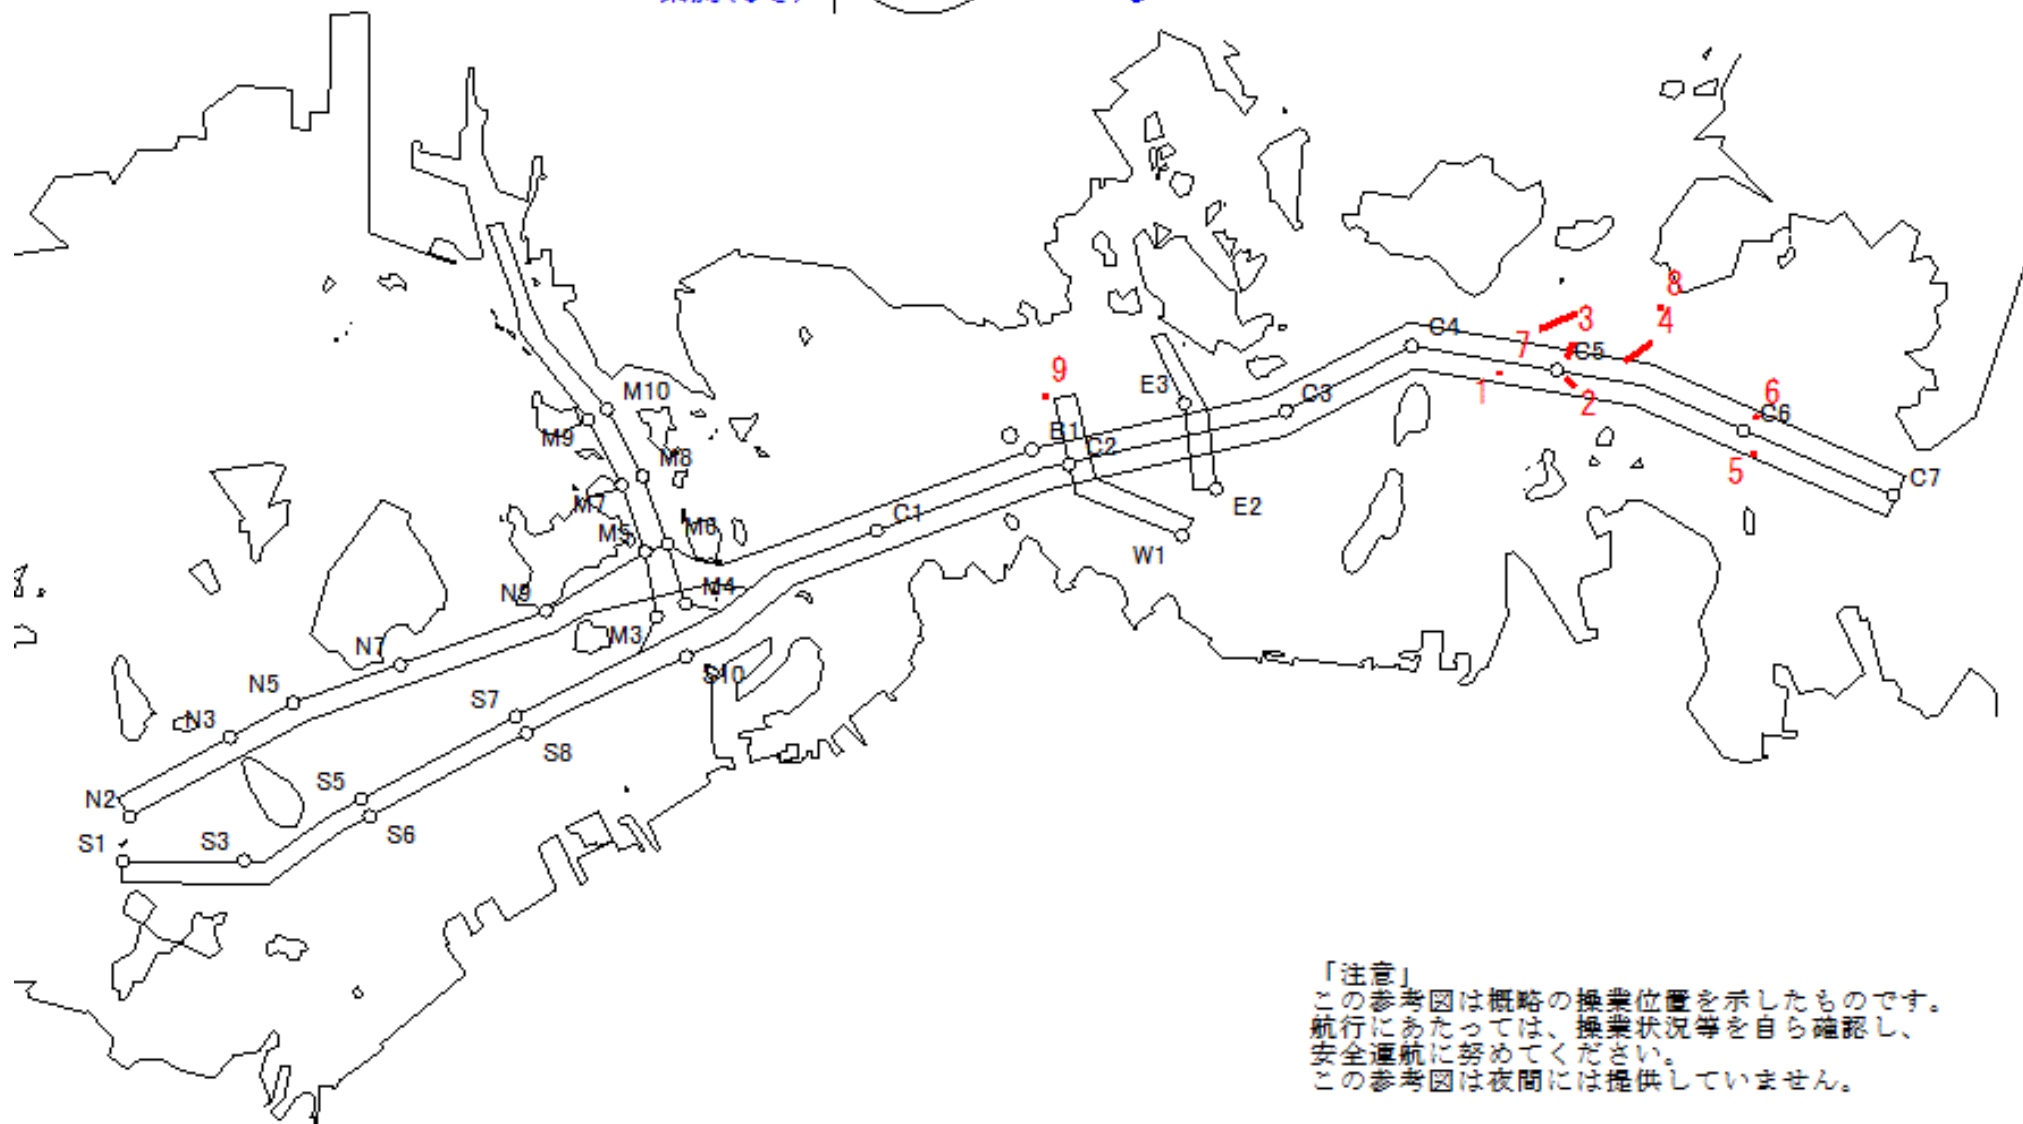 8
3
4
7
C4
C5
9
M10
E3
1
2
6
C3
C6
M9
B1
C2
M8
5
C7
M7
E2
M5
M6
C1
W1
N9
M4
M3
N7
S10
N5
S7
N3
S8
S5
N2
S6
S1
S3
「注意」
この参考図は概略の操業位置を示したものです。
航行にあたっては、操業状況等を自ら確認し、
安全運航に努めてください。
この参考図は夜間には提供していません。